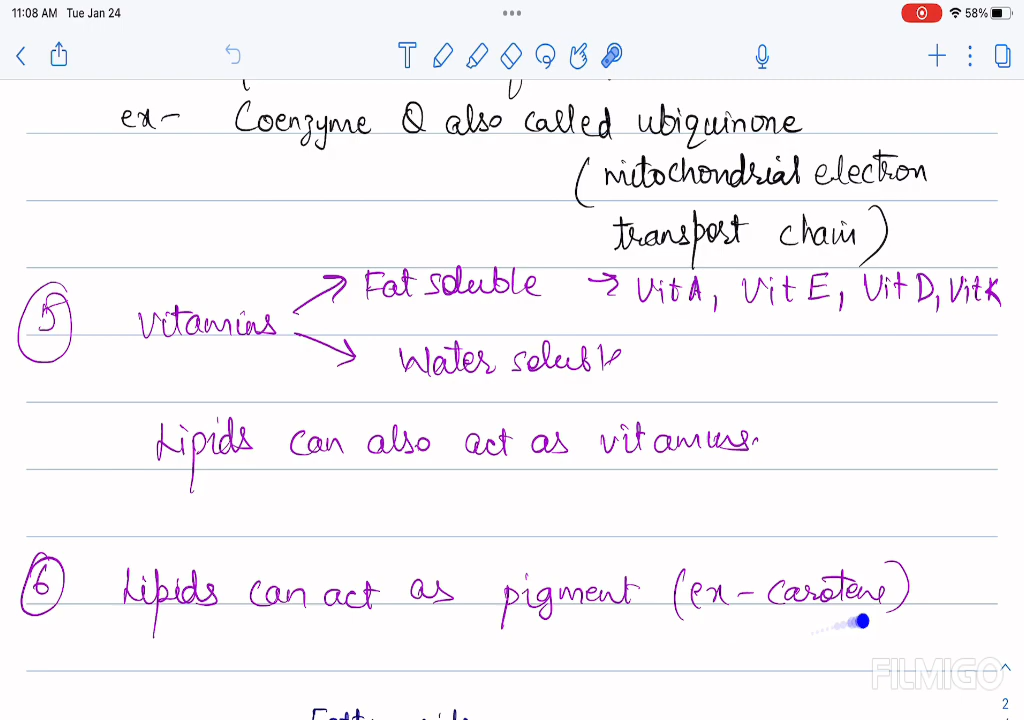 11:08 AM Tue Jan 24
58%
ex- Coenzyme Q also called ubiquinone
(mitochondrial electron
transport chain)
5 Vitamins
Fat soluble → Vit A, Vit E, Vit D, Vit K
Water soluble
Lipids can also act as vitamins.
6 Lipids can act as pigment (ex - carotene)
FILMIGO
2